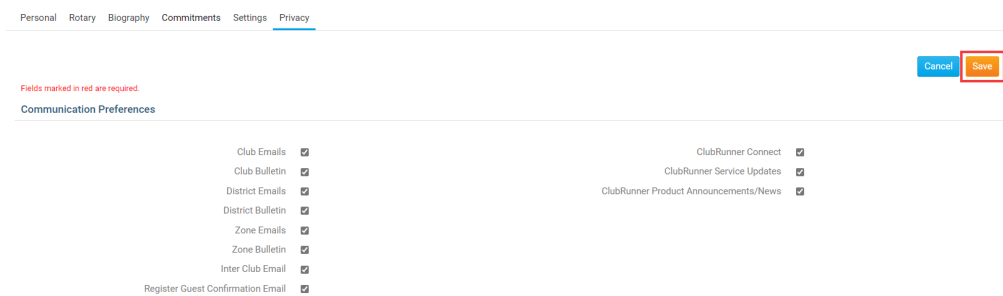 Personal Rotary Biography Commitments Settings Privacy
Cancel Save
Fields marked in red are required.
Communication Preferences
Club Emails
Club Bulletin
District Emails
District Bulletin
Zone Emails
Zone Bulletin
Inter Club Email
Register Guest Confirmation Email
ClubRunner Connect
ClubRunner Service Updates
ClubRunner Product Announcements/News